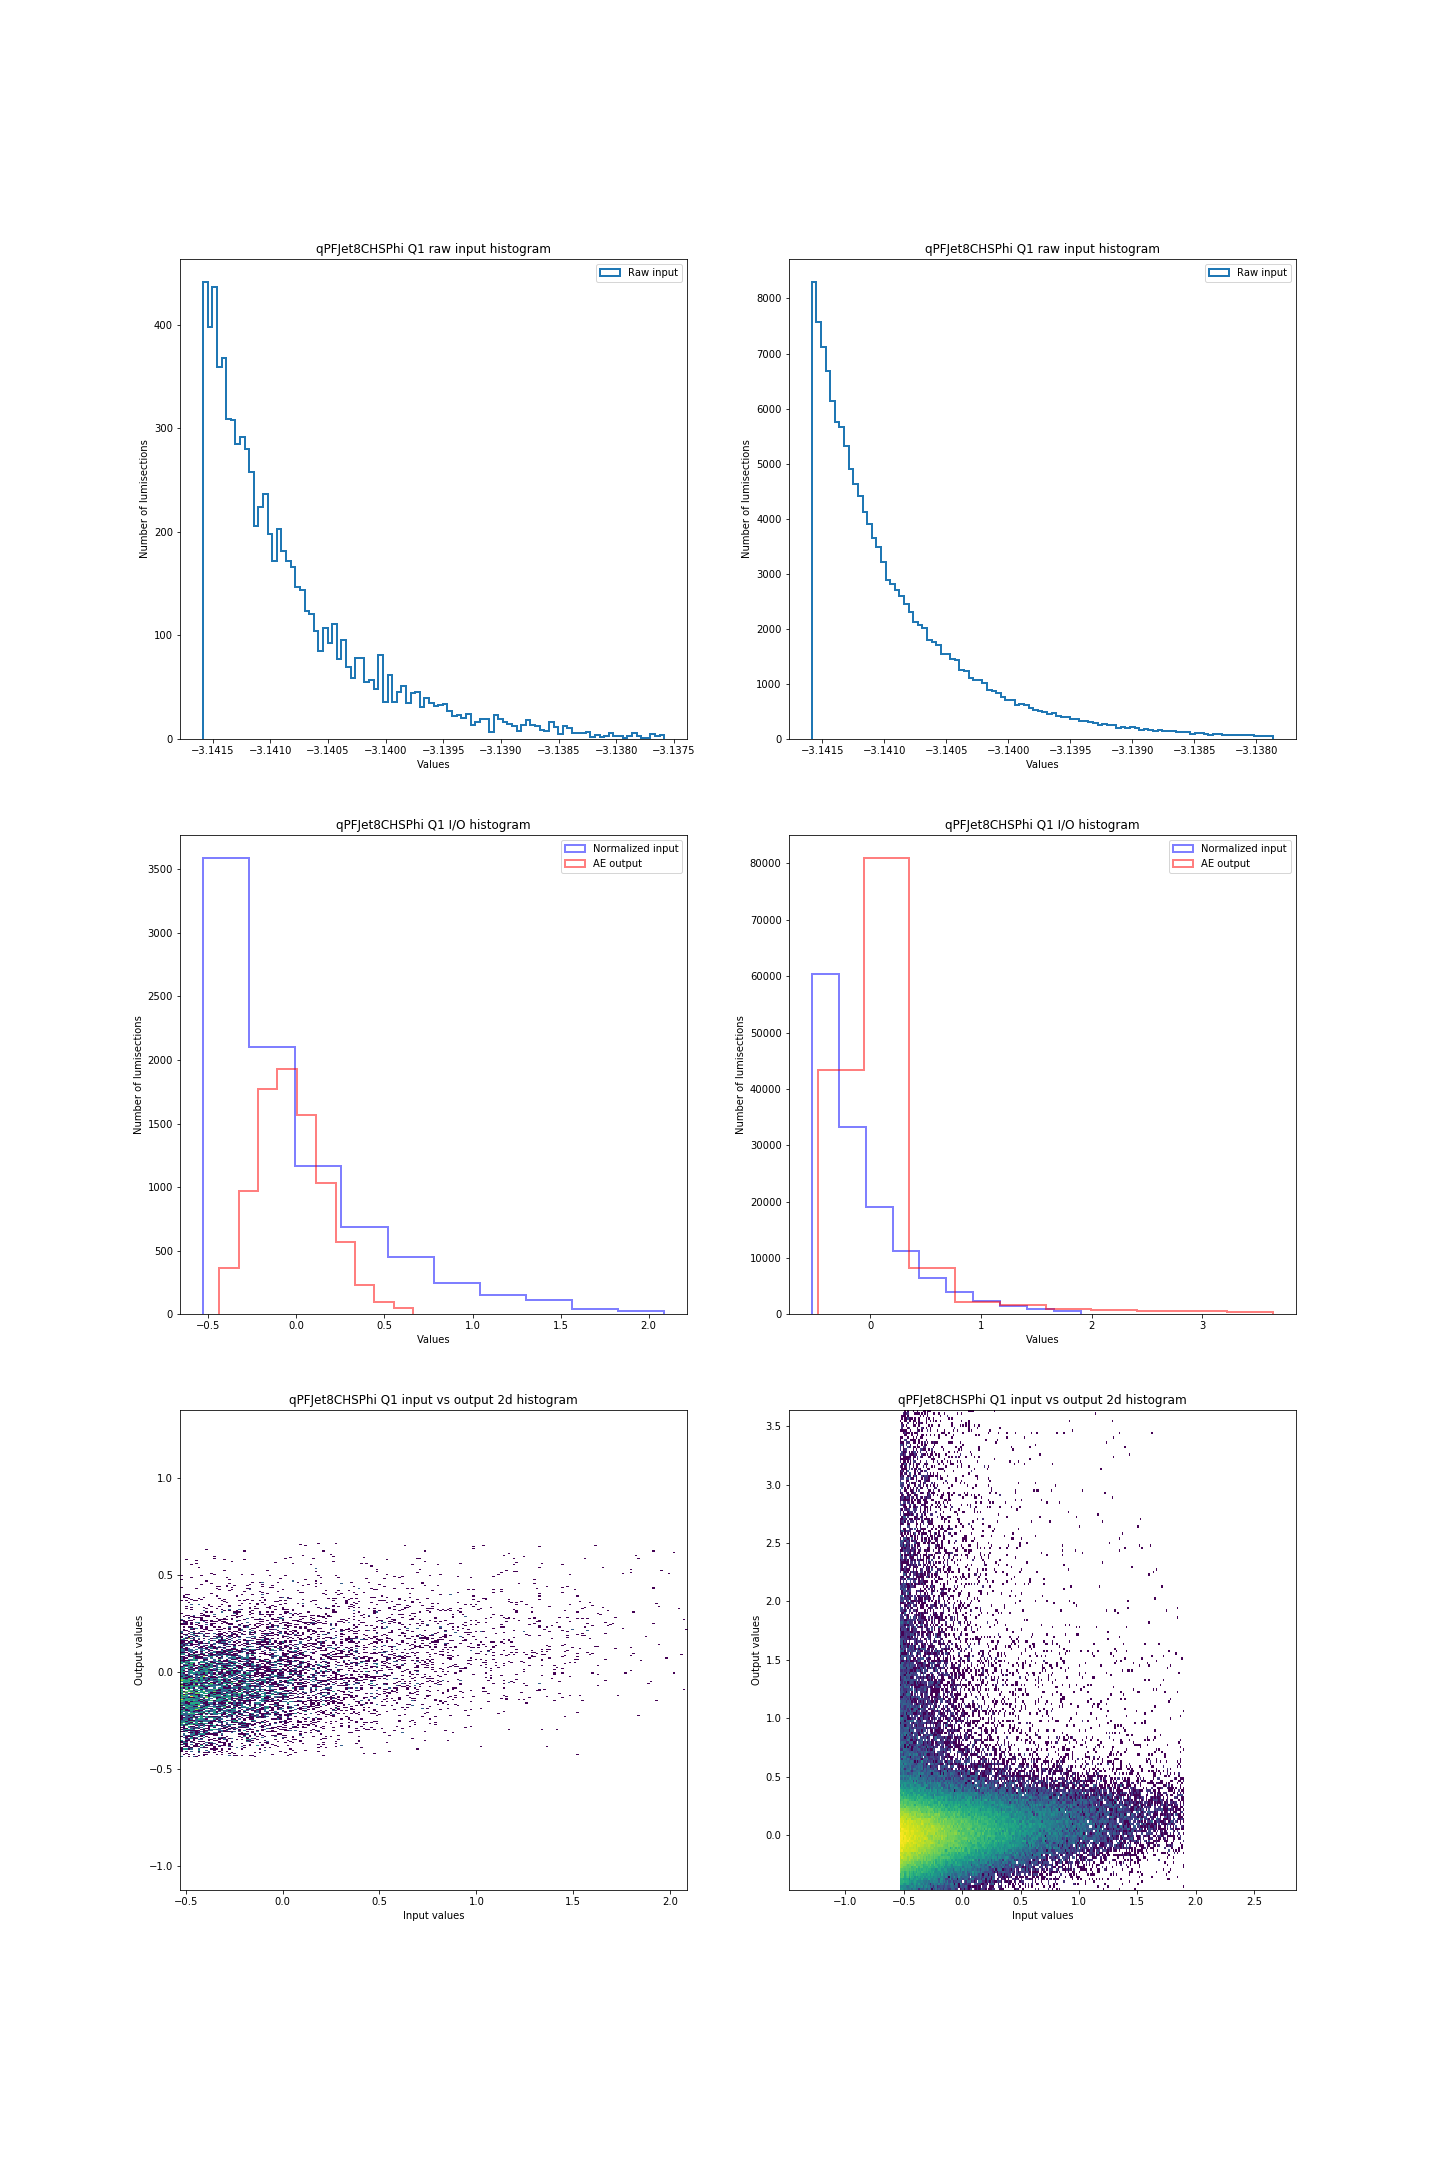 qPFJet8CHSPhi Q1 raw input histogram
Raw input
400
300
200
100
0
−3.1415 −3.1410 −3.1405 −3.1400 −3.1395 −3.1390 −3.1385 −3.1380 −3.1375
Values
Number of lumisections
qPFJet8CHSPhi Q1 raw input histogram
Raw input
8000
7000
6000
5000
4000
3000
2000
1000
0
−3.1415 −3.1410 −3.1405 −3.1400 −3.1395 −3.1390 −3.1385 −3.1380
Values
Number of lumisections
qPFJet8CHSPhi Q1 I/O histogram
Normalized input
AE output
3500
3000
2500
2000
1500
1000
500
0
−0.5 0.0 0.5 1.0 1.5 2.0
Values
Number of lumisections
qPFJet8CHSPhi Q1 I/O histogram
Normalized input
AE output
80000
70000
60000
50000
40000
30000
20000
10000
0
0 1 2 3
Values
Number of lumisections
qPFJet8CHSPhi Q1 input vs output 2d histogram
1.0
0.5
0.0
−0.5
−1.0
−0.5 0.0 0.5 1.0 1.5 2.0
Input values
Output values
qPFJet8CHSPhi Q1 input vs output 2d histogram
3.5
3.0
2.5
2.0
1.5
1.0
0.5
0.0
−1.0 −0.5 0.0 0.5 1.0 1.5 2.0 2.5
Input values
Output values